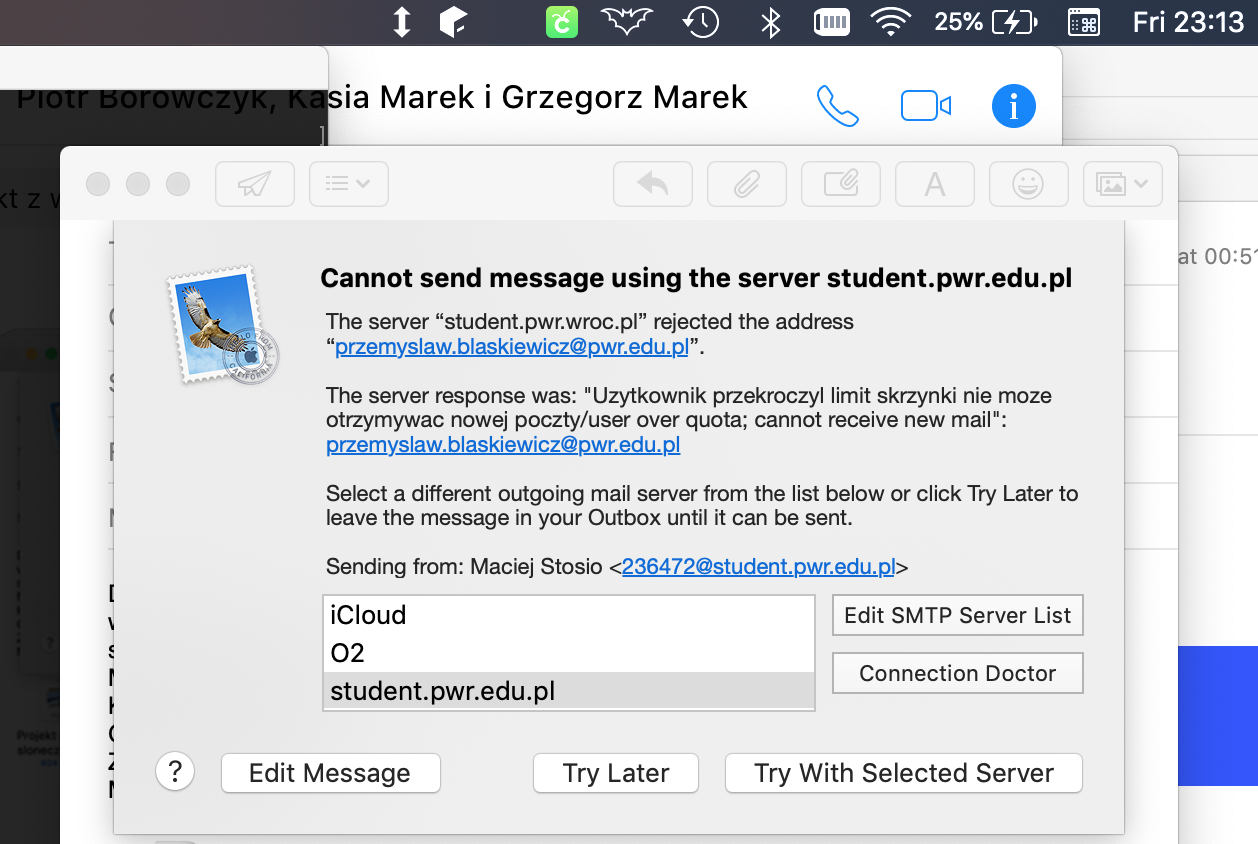 25%
Fri 23:13
Piotr Borowczyk, Kasia Marek i Grzegorz Marek
kt z
at 00:51
Cannot send message using the server student.pwr.edu.pl
The server “student.pwr.wroc.pl” rejected the address
“przemyslaw.blaskiewicz@pwr.edu.pl”.
The server response was: "Uzytkownik przekroczyl limit skrzynki nie moze
otrzymywac nowej poczty/user over quota; cannot receive new mail":
przemyslaw.blaskiewicz@pwr.edu.pl
Select a different outgoing mail server from the list below or click Try Later to
leave the message in your Outbox until it can be sent.
Sending from: Maciej Stosio <236472@student.pwr.edu.pl>
iCloud
O2
student.pwr.edu.pl
Edit SMTP Server List
Connection Doctor
Projekt
slonecz
?
Edit Message
Try Later
Try With Selected Server